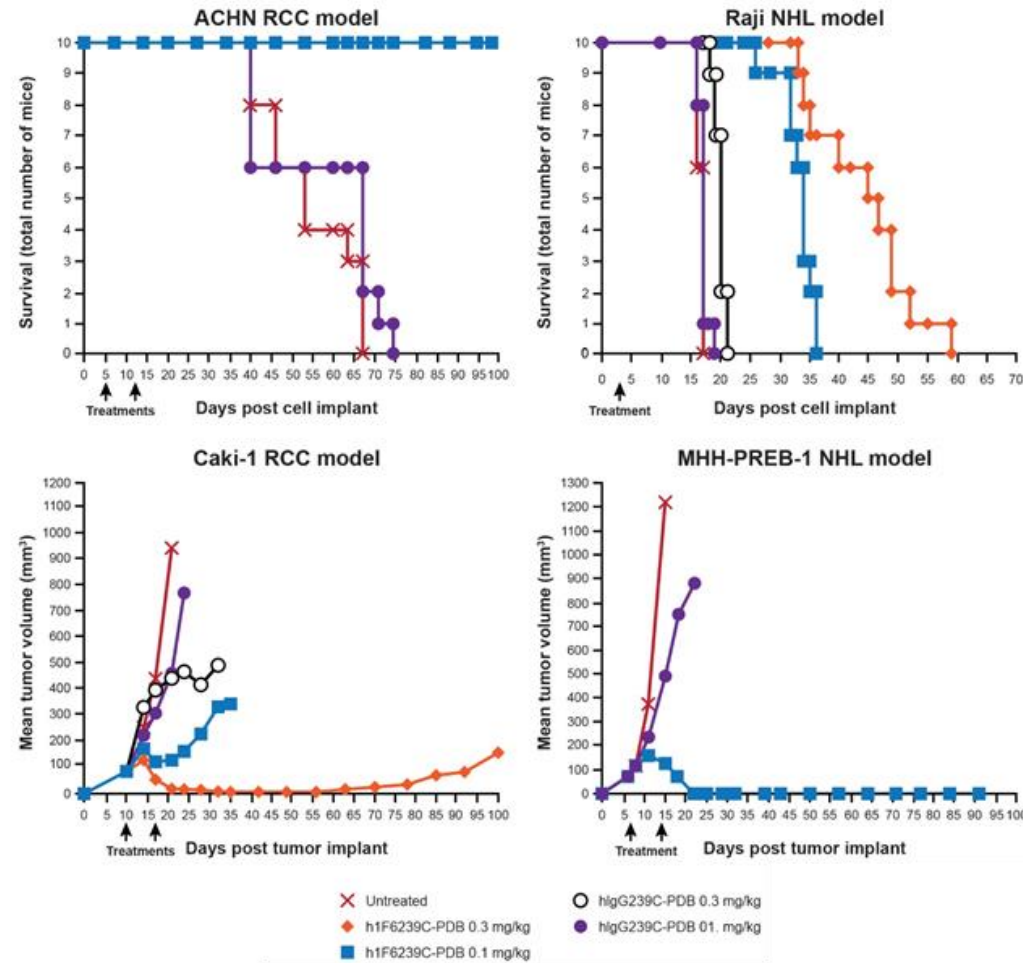 ACHN RCC model
Survival (total number of mice)
10
9
8
7
6
5
4
3
2
1
0
0 5 10 15 20 25 30 35 40 45 50 55 60 65 70 75 80 85 90 95 100
Treatments
Days post cell implant
Raji NHL model
Survival (total number of mice)
10
9
8
7
6
5
4
3
2
1
0
0 5 10 15 20 25 30 35 40 45 50 55 60 65 70
Treatment
Days post cell implant
Caki-1 RCC model
Mean tumor volume (mm³)
1200
1100
1000
900
800
700
600
500
400
300
200
100
0
0 5 10 15 20 25 30 35 40 45 50 55 60 65 70 75 80 85 90 95 100
Treatments
Days post tumor implant
MHH-PREB-1 NHL model
Mean tumor volume (mm³)
1300
1200
1100
1000
900
800
700
600
500
400
300
200
100
0
0 5 10 15 20 25 30 35 40 45 50 55 60 65 70 75 80 85 90 95 100
Treatment
Days post tumor implant
Untreated
h1F6239C-PDB 0.3 mg/kg
h1F6239C-PDB 0.1 mg/kg
hIgG239C-PDB 0.3 mg/kg
hIgG239C-PDB 01. mg/kg